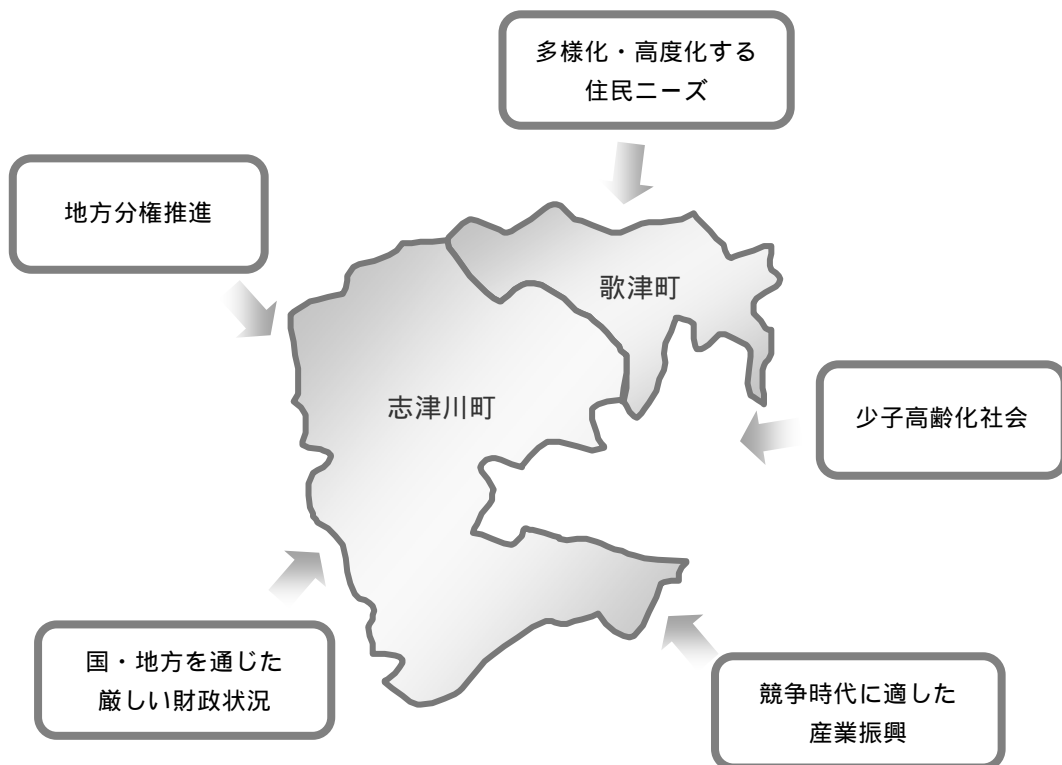 多様化・高度化する
住民ニーズ
地方分権推進
歌津町
志津川町
少子高齢化社会
国・地方を通じた
厳しい財政状況
競争時代に適した
産業振興